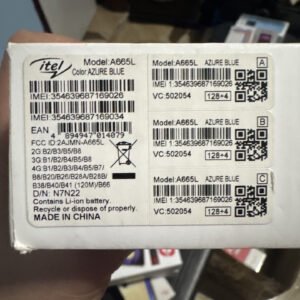 itel
Model:A665L
Color AZURE BLUE
IMEI 354639687169026
IMEI 354639687169034
EAN
4 894947 014079
FCC ID:2AJMN-A665L
2G:B2/B3/B5/B8
3G:B1/B2/B4/B5/B8
4G:B1/B2/B3/B4/B5/B7/
B8/B20/B26/B28A/B28B/
B38/B40/B41 (120M)/B66
D/N: N7N22
Contains Li-ion battery.
Recycle or dispose of properly.
MADE IN CHINA
Model:A665L AZURE BLUE A
IMEI 1:354639687169026
VC:502054 128+4
Model:A665L AZURE BLUE B
IMEI 1:354639687169026
VC:502054 128+4
Model:A665L AZURE BLUE C
IMEI 1:354639687169026
VC:502054 128+4